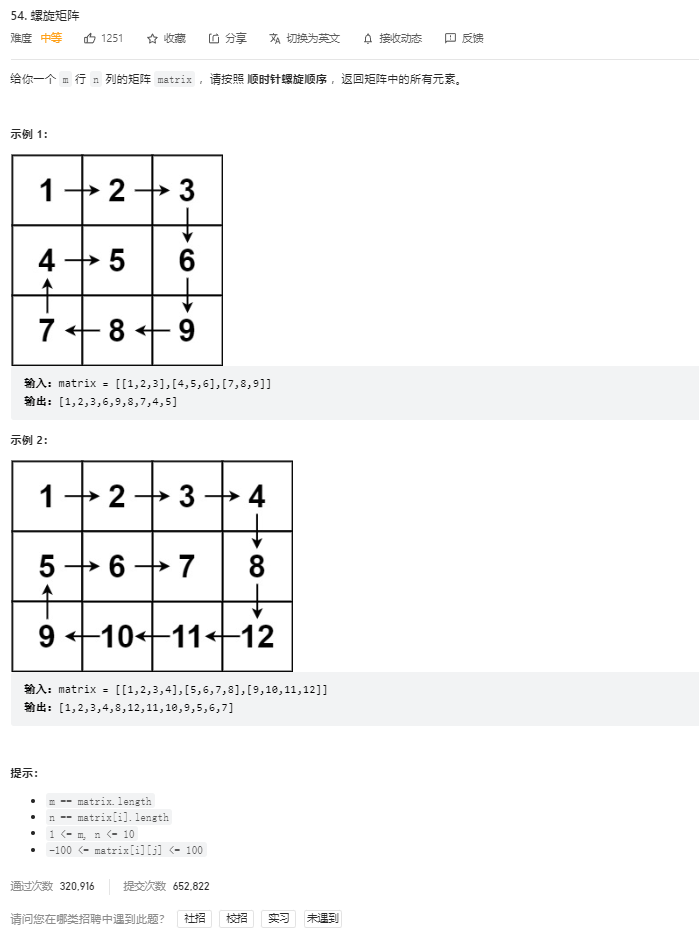 54. 螺旋矩阵
难度 中等 1251 收藏 分享 切换为英文 接收动态 反馈
给你一个 m 行 n 列的矩阵 matrix ，请按照 顺时针螺旋顺序 ，返回矩阵中的所有元素。
示例 1：
1 2 3
4 5 6
7 8 9
输入：matrix = [[1,2,3],[4,5,6],[7,8,9]]
输出：[1,2,3,6,9,8,7,4,5]
示例 2：
1 2 3 4
5 6 7 8
9 10 11 12
输入：matrix = [[1,2,3,4],[5,6,7,8],[9,10,11,12]]
输出：[1,2,3,4,8,12,11,10,9,5,6,7]
提示：
m == matrix.length
n == matrix[i].length
1 <= m, n <= 10
-100 <= matrix[i][j] <= 100
通过次数 320,916 提交次数 652,822
请问您在哪类招聘中遇到此题？ 社招 校招 实习 未遇到